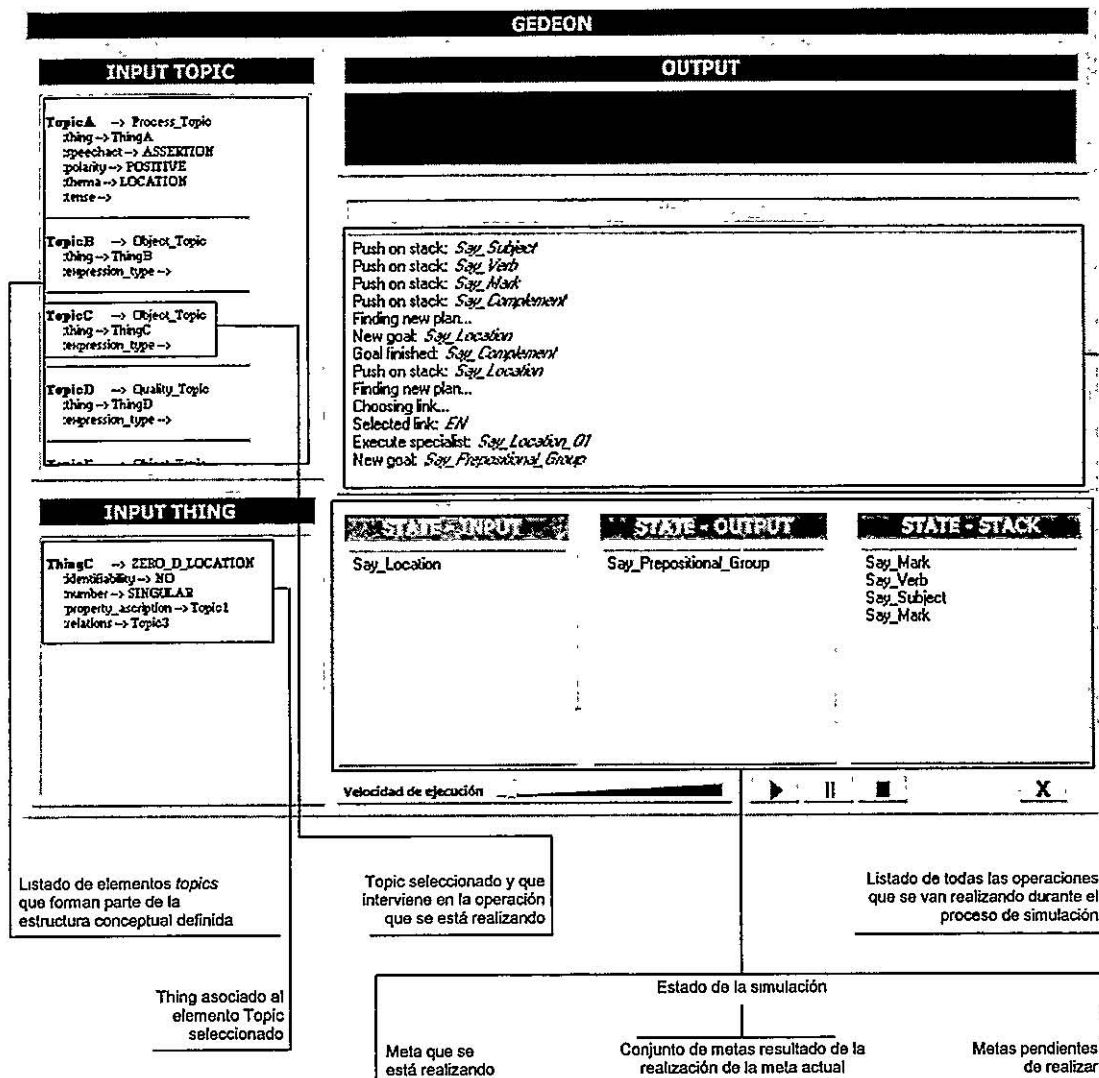 GEDEON
INPUT TOPIC
TopicA --> Process_Topic
:thing --> ThingA
:speechact --> ASSERTION
:polarity --> POSITIVE
:thema --> LOCATION
:tense -->
TopicB --> Object_Topic
:thing --> ThingB
:expression_type -->
TopicC --> Object_Topic
:thing --> ThingC
:expression_type -->
TopicD --> Quality_Topic
:thing --> ThingD
:expression_type -->
OUTPUT
Push on stack: Say_Subject
Push on stack: Say_Verb
Push on stack: Say_Mark
Push on stack: Say_Complement
Finding new plan...
New goal: Say_Location
Goal finished: Say_Complement
Push on stack: Say_Location
Finding new plan...
Choosing link...
Selected link: EN
Execute specialist: Say_Location_01
New goal: Say_Prepositional_Group
INPUT THING
ThingC --> ZERO_D_LOCATION
:identifiability --> NO
:number --> SINGULAR
:property_ascription --> Topic1
:relations --> Topic3
STATE - INPUT
Say_Location
STATE - OUTPUT
Say_Prepositional_Group
STATE - STACK
Say_Mark
Say_Verb
Say_Subject
Say_Mark
Velocidad de ejecución
X
Listado de elementos topics
que forman parte de la
estructura conceptual definida
Topic seleccionado y que
interviene en la operación
que se está realizando
Listado de todas las operaciones
que se van realizando durante el
proceso de simulación
Thing asociado al
elemento Topic
seleccionado
Estado de la simulación
Meta que se
está realizando
Conjunto de metas resultado de la
realización de la meta actual
Metas pendientes
de realizar